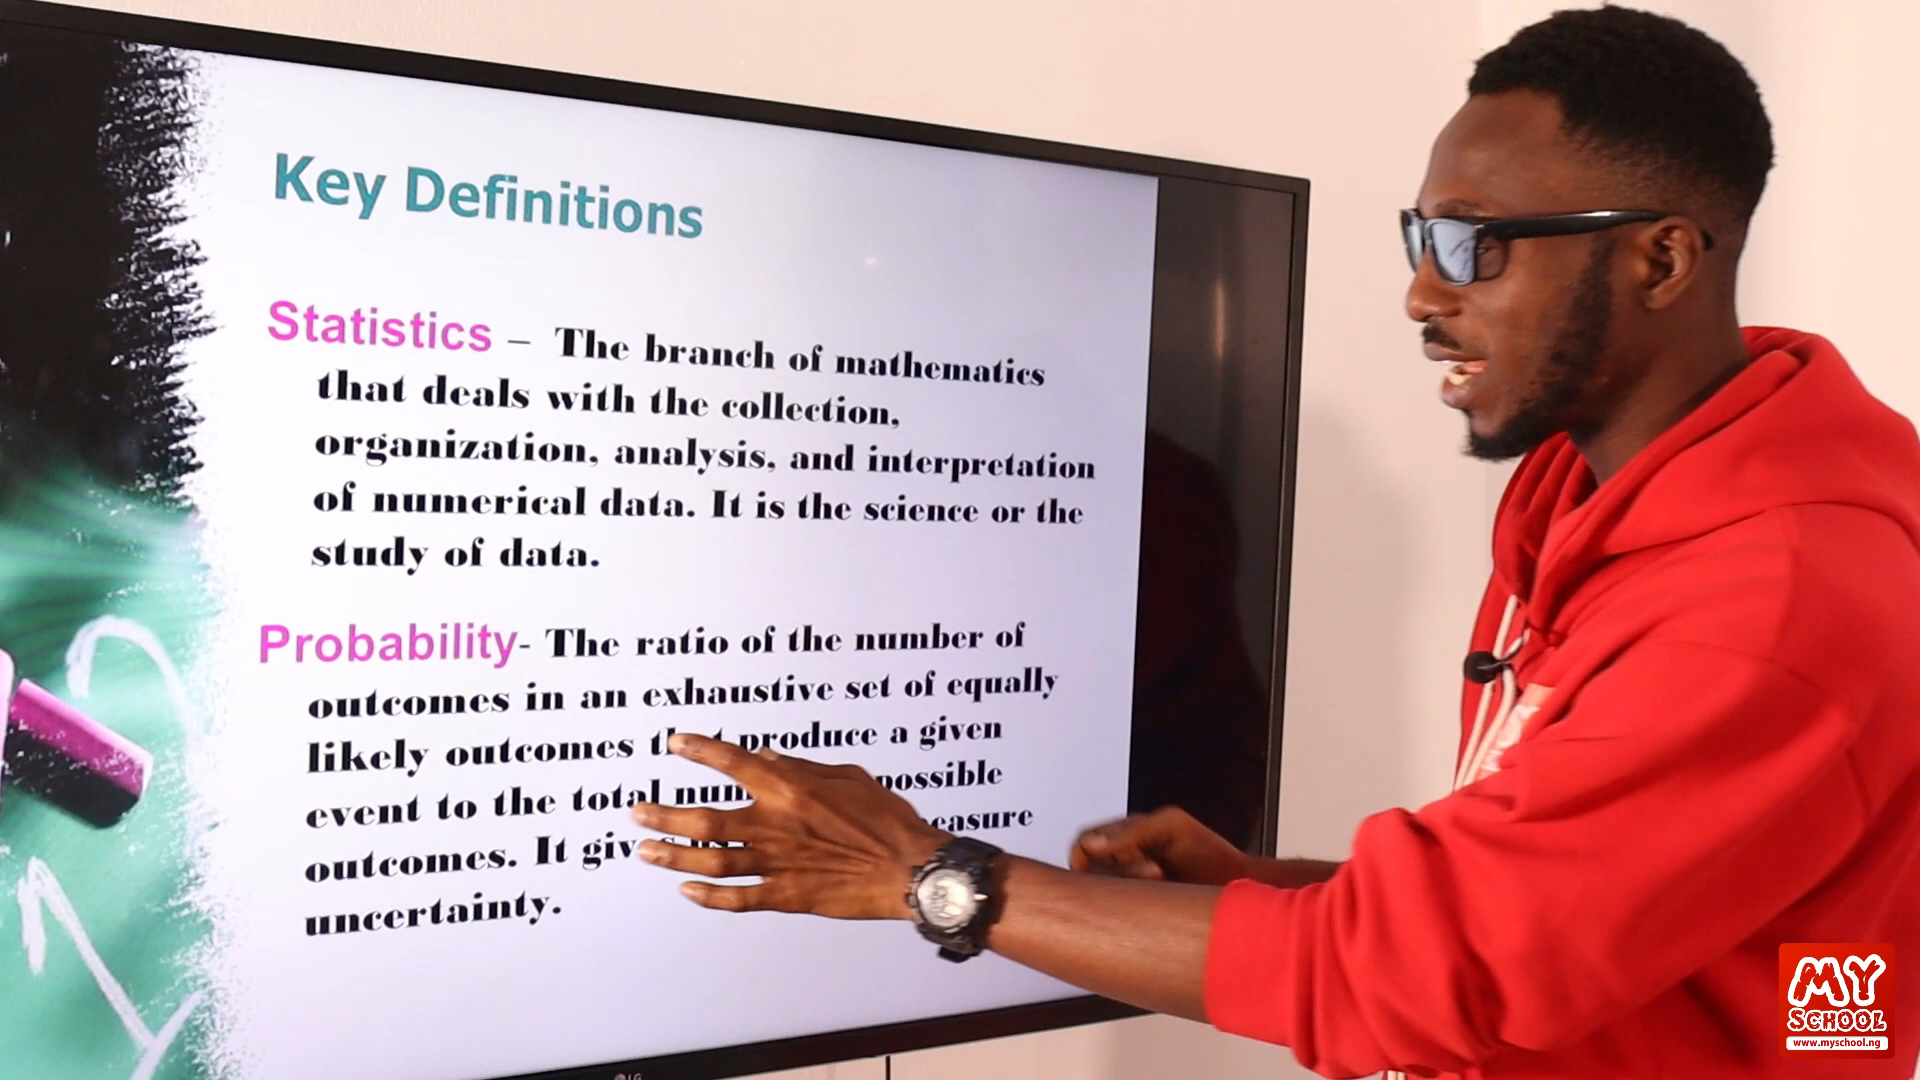 Key Definitions
Statistics – The branch of mathematics
that deals with the collection,
organization, analysis, and interpretation
of numerical data. It is the science or the
study of data.
Probability- The ratio of the number of
outcomes in an exhaustive set of equally
likely outcomes produce a given
event to the total possible
outcomes. It
uncertainty.
LG
MY
SCHOOL
www.myschool.ng